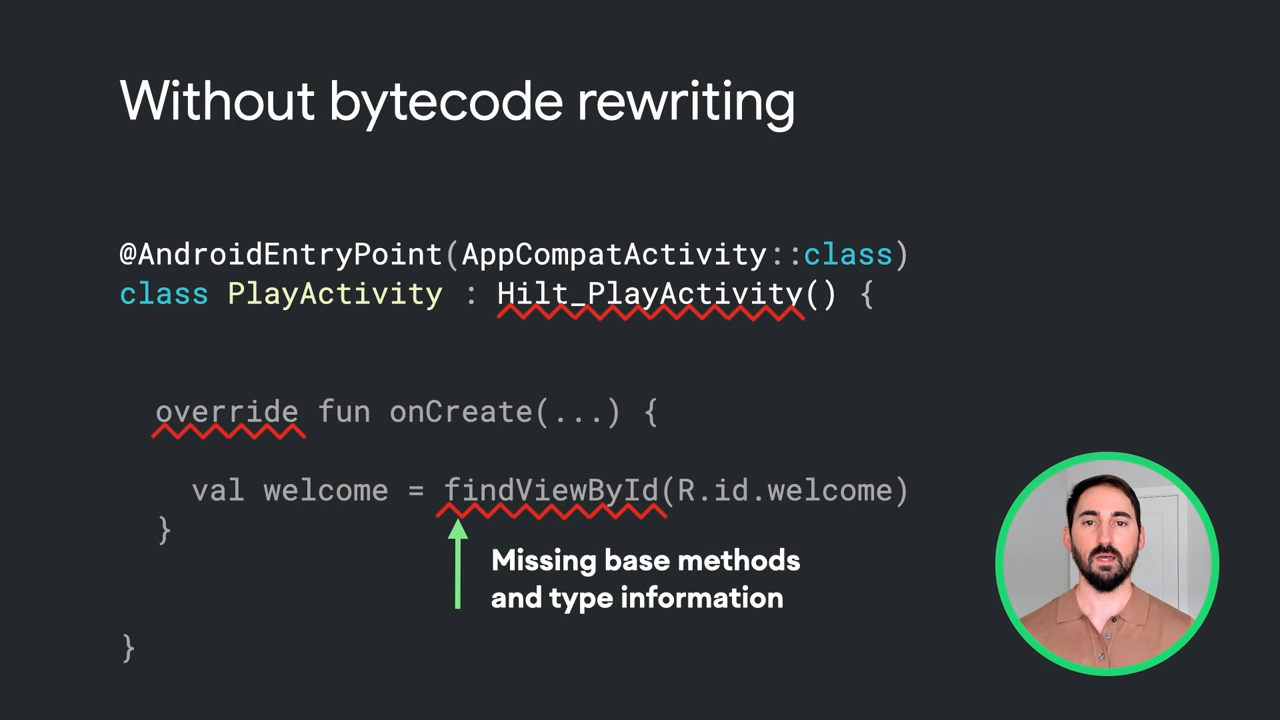 Without bytecode rewriting
@AndroidEntryPoint(AppCompatActivity::class)
class PlayActivity : Hilt_PlayActivity() {
override fun onCreate(...) {
val welcome = findViewById(R.id.welcome)
}
Missing base methods
and type information
}